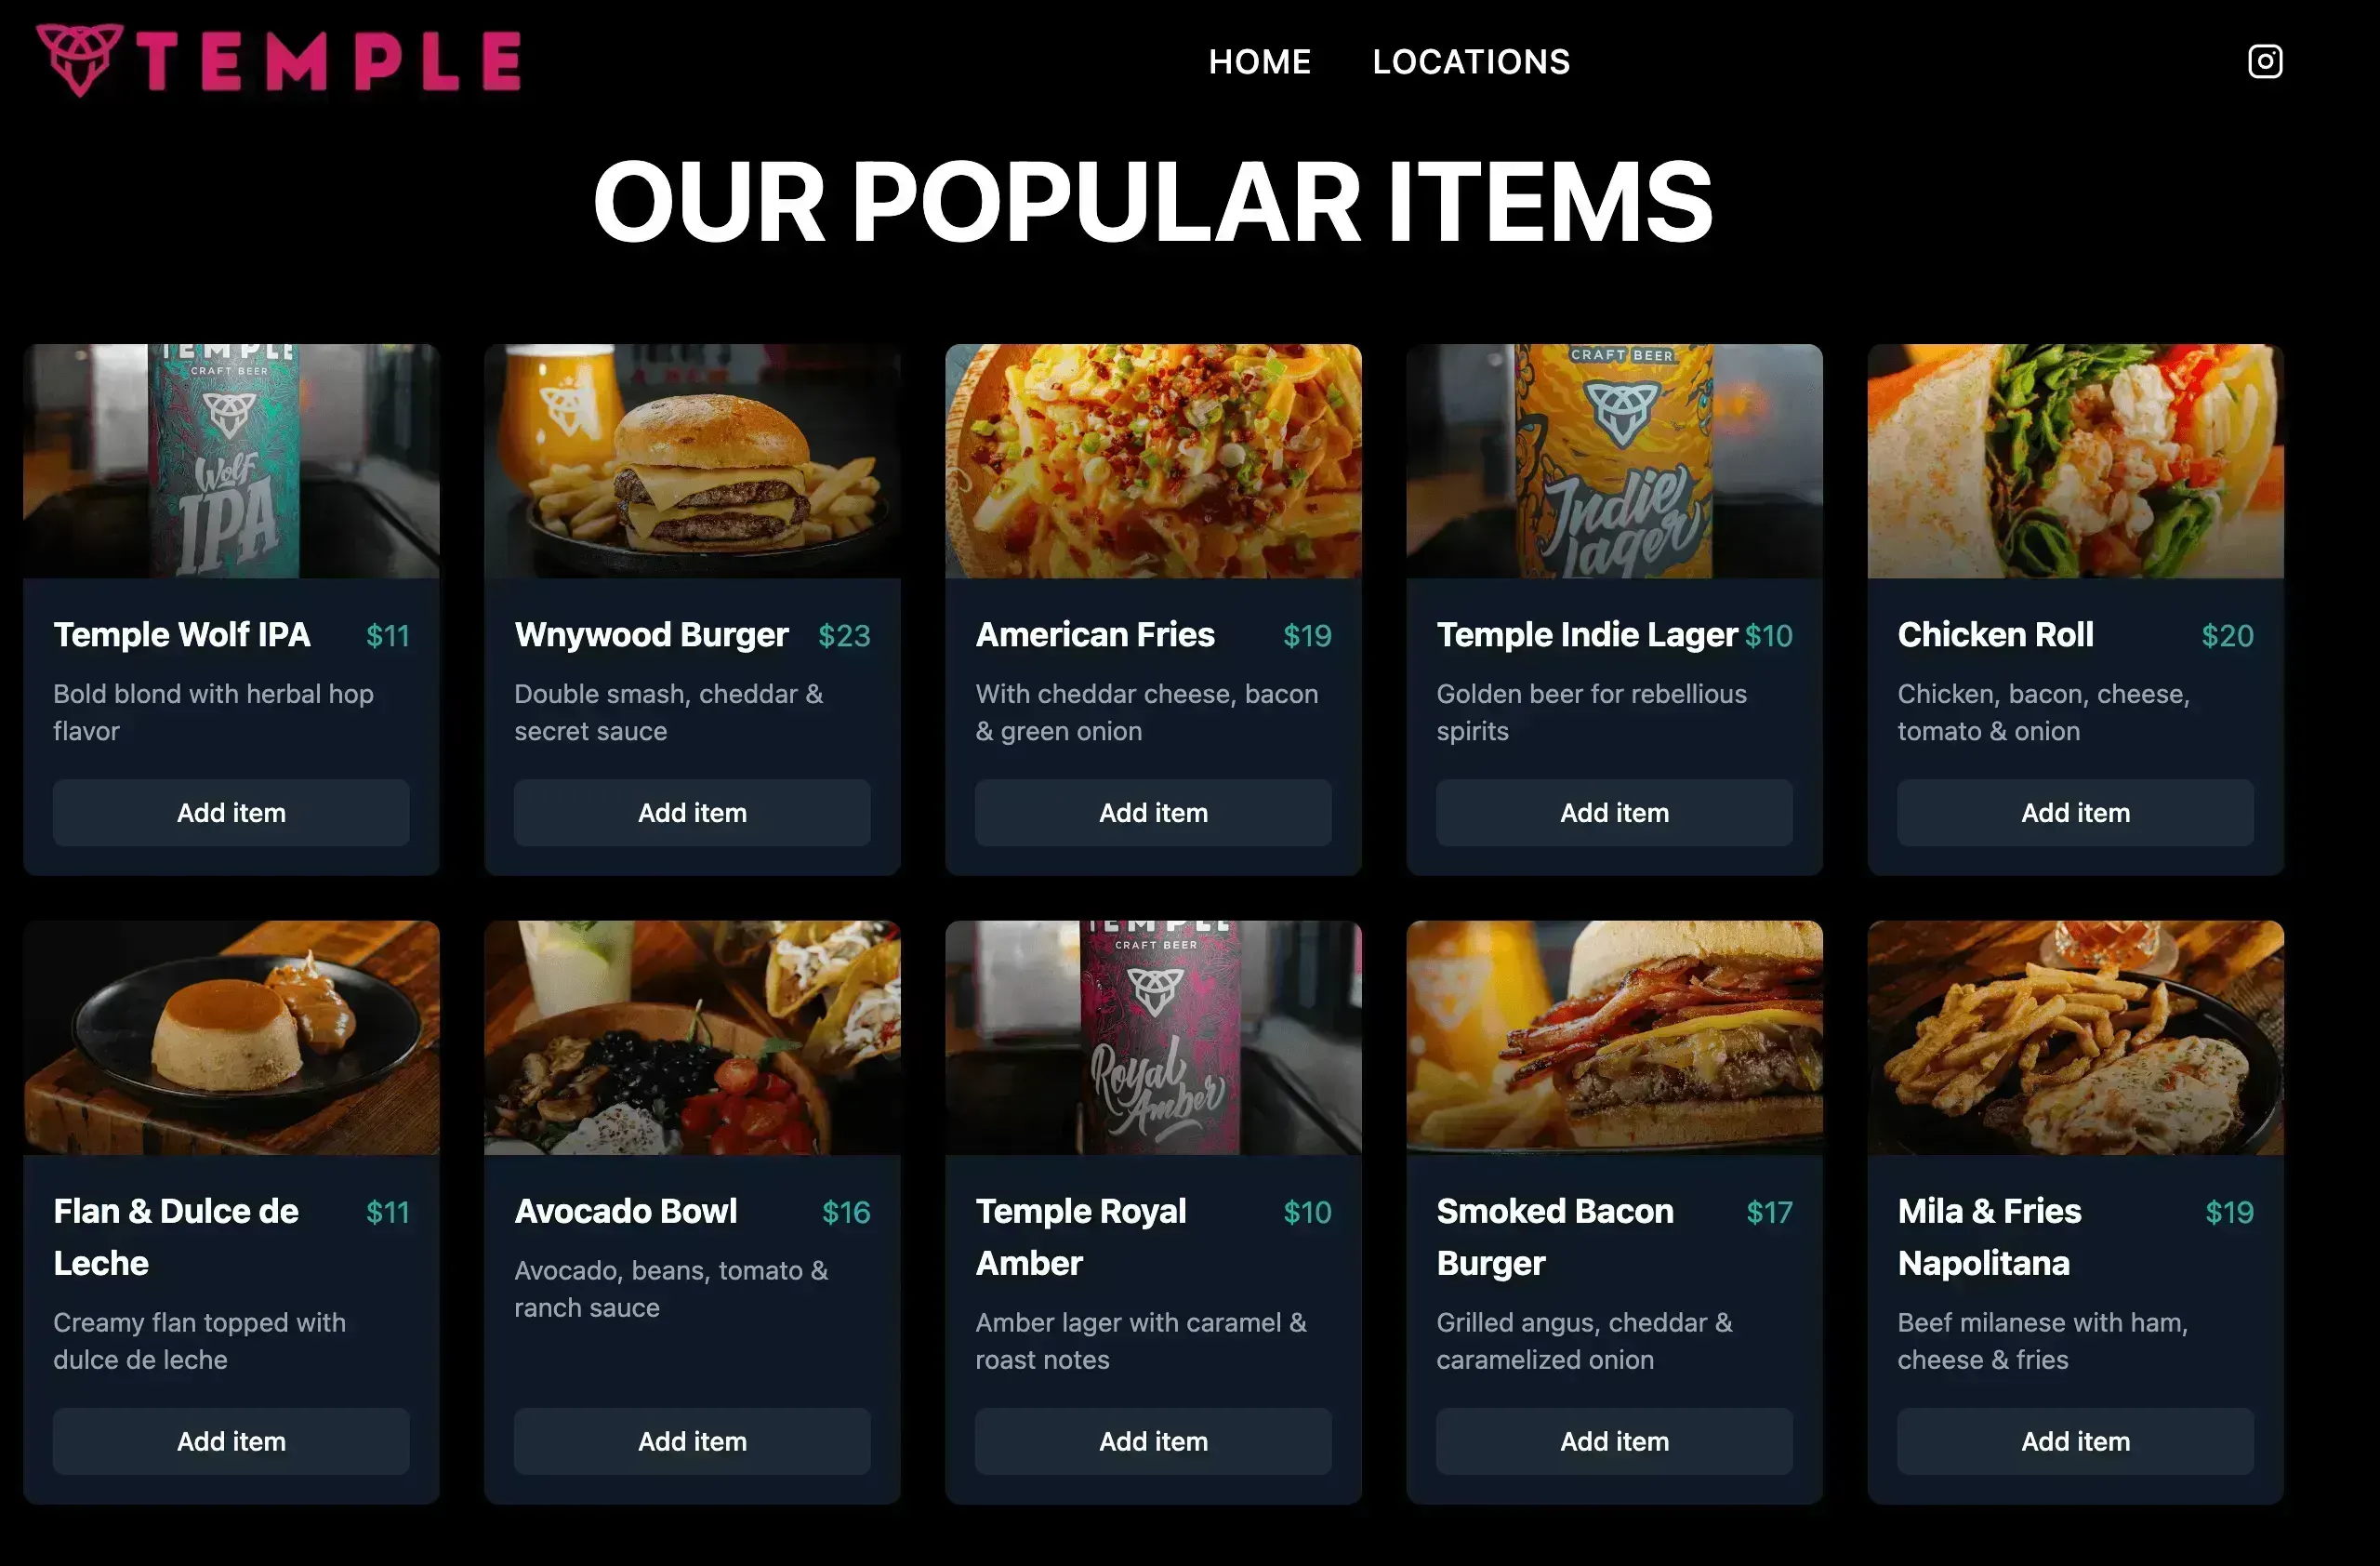 TEMPLE
HOME LOCATIONS
OUR POPULAR ITEMS
TEMPLE
CRAFT BEER
Wolf
IPA
CRAFT BEER
Indie
Lager
Temple Wolf IPA $11
Bold blond with herbal hop
flavor
Add item
Wnywood Burger $23
Double smash, cheddar &
secret sauce
Add item
American Fries $19
With cheddar cheese, bacon
& green onion
Add item
Temple Indie Lager $10
Golden beer for rebellious
spirits
Add item
Chicken Roll $20
Chicken, bacon, cheese,
tomato & onion
Add item
TEMPLE
CRAFT BEER
Royal
Amber
Flan & Dulce de $11
Leche
Creamy flan topped with
dulce de leche
Add item
Avocado Bowl $16
Avocado, beans, tomato &
ranch sauce
Add item
Temple Royal $10
Amber
Amber lager with caramel &
roast notes
Add item
Smoked Bacon $17
Burger
Grilled angus, cheddar &
caramelized onion
Add item
Mila & Fries $19
Napolitana
Beef milanese with ham,
cheese & fries
Add item